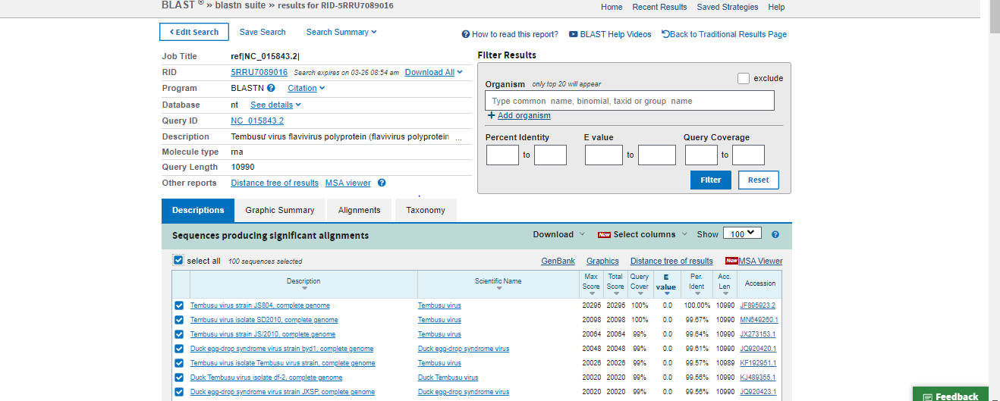 BLAST ® » blastn suite » results for RID-5RRU7089016
Home Recent Results Saved Strategies Help
Edit Search Save Search Search Summary
How to read this report? BLAST Help Videos Back to Traditional Results Page
Job Title ref|NC_015843.2|
RID 5RRU7089016 Search expires on 03-26 08:54 am Download All
Program BLASTN ? Citation
Database nt See details
Query ID NC_015843.2
Description Tembusu virus flavivirus polyprotein (flavivirus polyprotein ...
Molecule type rna
Query Length 10990
Other reports Distance tree of results MSA viewer ?
Filter Results
Organism only top 20 will appear exclude
Type common name, binomial, taxid or group name
+ Add organism
Percent Identity E value Query Coverage
to to to
Filter Reset
Descriptions Graphic Summary Alignments Taxonomy
Sequences producing significant alignments Download New Select columns Show 100 ?
select all 100 sequences selected GenBank Graphics Distance tree of results New MSA Viewer
Description Scientific Name Max Score Total Score Query Cover E value Per. Ident Acc. Len Accession
Tembusu virus strain JS804, complete genome Tembusu virus 20295 20295 100% 0.0 100.00% 10990 JF895923.2
Tembusu virus isolate SD2010, complete genome Tembusu virus 20098 20098 100% 0.0 99.67% 10990 MN649260.1
Tembusu virus strain JS/2010, complete genome Tembusu virus 20064 20064 99% 0.0 99.64% 10990 JX273153.1
Duck egg-drop syndrome virus strain byd1, complete genome Duck egg-drop syndrome virus 20048 20048 99% 0.0 99.61% 10990 JQ920420.1
Tembusu virus isolate Tembusu virus strain, complete genome Tembusu virus 20026 20026 99% 0.0 99.57% 10989 KF192951.1
Duck Tembusu virus isolate df-2, complete genome Duck Tembusu virus 20020 20020 99% 0.0 99.56% 10990 KJ489355.1
Duck egg-drop syndrome virus strain JXSP, complete genome Duck egg-drop syndrome virus 20020 20020 99% 0.0 99.56% 10990 JQ920423.1
Feedback